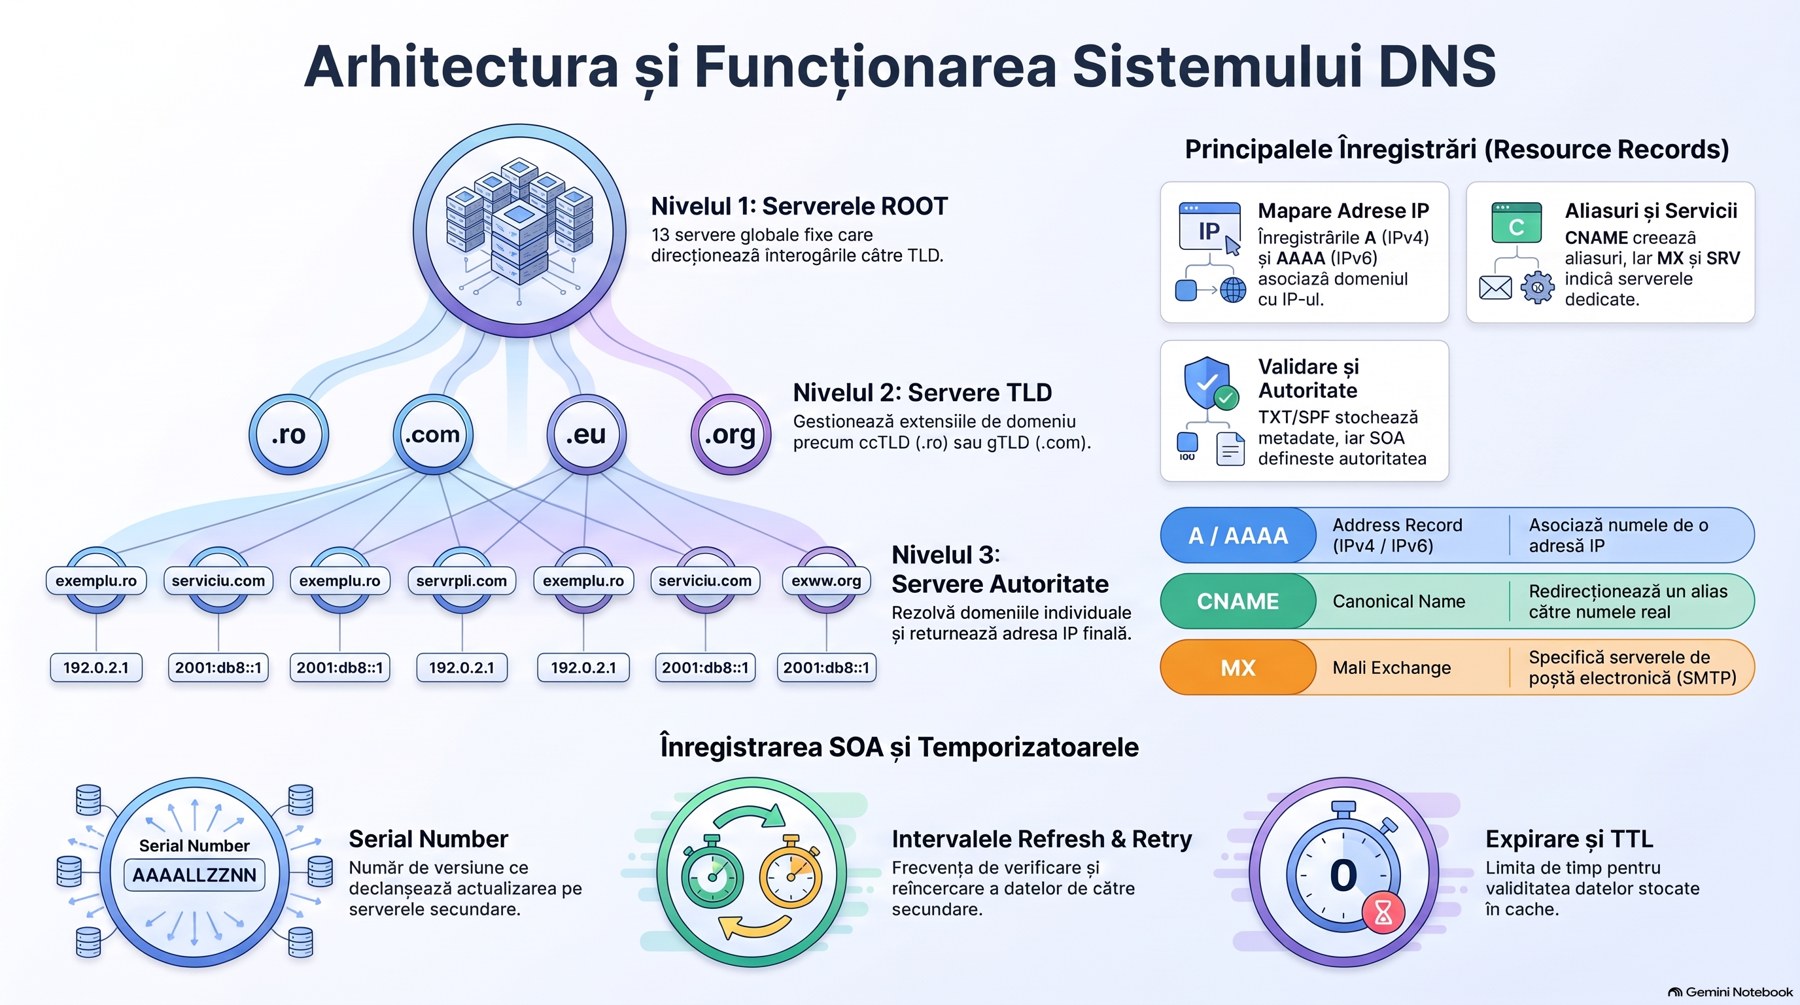 Arhitectura și Funcționarea Sistemului DNS
Nivelul 1: Serverele ROOT
13 servere globale fixe care
direcționează interogările câtre TLD.
.ro
.com
.eu
.org
Nivelul 2: Servere TLD
Gestionează extensiile de domeniu
precum ccTLD (.ro) sau gTLD (.com).
exemplu.ro
serviciu.com
exemplu.ro
servrpli.com
exemplu.ro
serviciu.com
exww.org
192.0.2.1
2001:db8::1
2001:db8::1
192.0.2.1
192.0.2.1
2001:db8::1
2001:db8::1
Nivelul 3:
Servere Autoritate
Rezolvă domeniile individuale
și returnează adresa IP finală.
Principalele Înregistrări (Resource Records)
IP
Mapare Adrese IP
Înregistrările A (IPv4)
și AAAA (IPv6)
asociază domeniul
cu IP-ul.
C
Aliasuri și Servicii
CNAME creează
aliasuri, Iar MX și SRV
indică serverele
dedicate.
Validare și
Autoritate
TXT/SPF stochează
metadate, iar SOA
defineste autoritatea
A / AAAA
Address Record
(IPv4 / IPv6)
Asociază numele de o
adresă IP
CNAME
Canonical Name
Redirecționează un alias
către numele real
MX
Mali Exchange
Specifică serverele de
poștă electronică (SMTP)
Înregistrarea SOA și Temporizatoarele
Serial Number
AAAALLZZNN
Serial Number
Număr de versiune ce
declanșează actualizarea pe
serverele secundare.
Intervalele Refresh & Retry
Frecvența de verificare și
reîncercare a datelor de către
secundare.
0
Expirare și TTL
Limita de timp pentru
validitatea datelor stocate
în cache.
Gemini Notebook